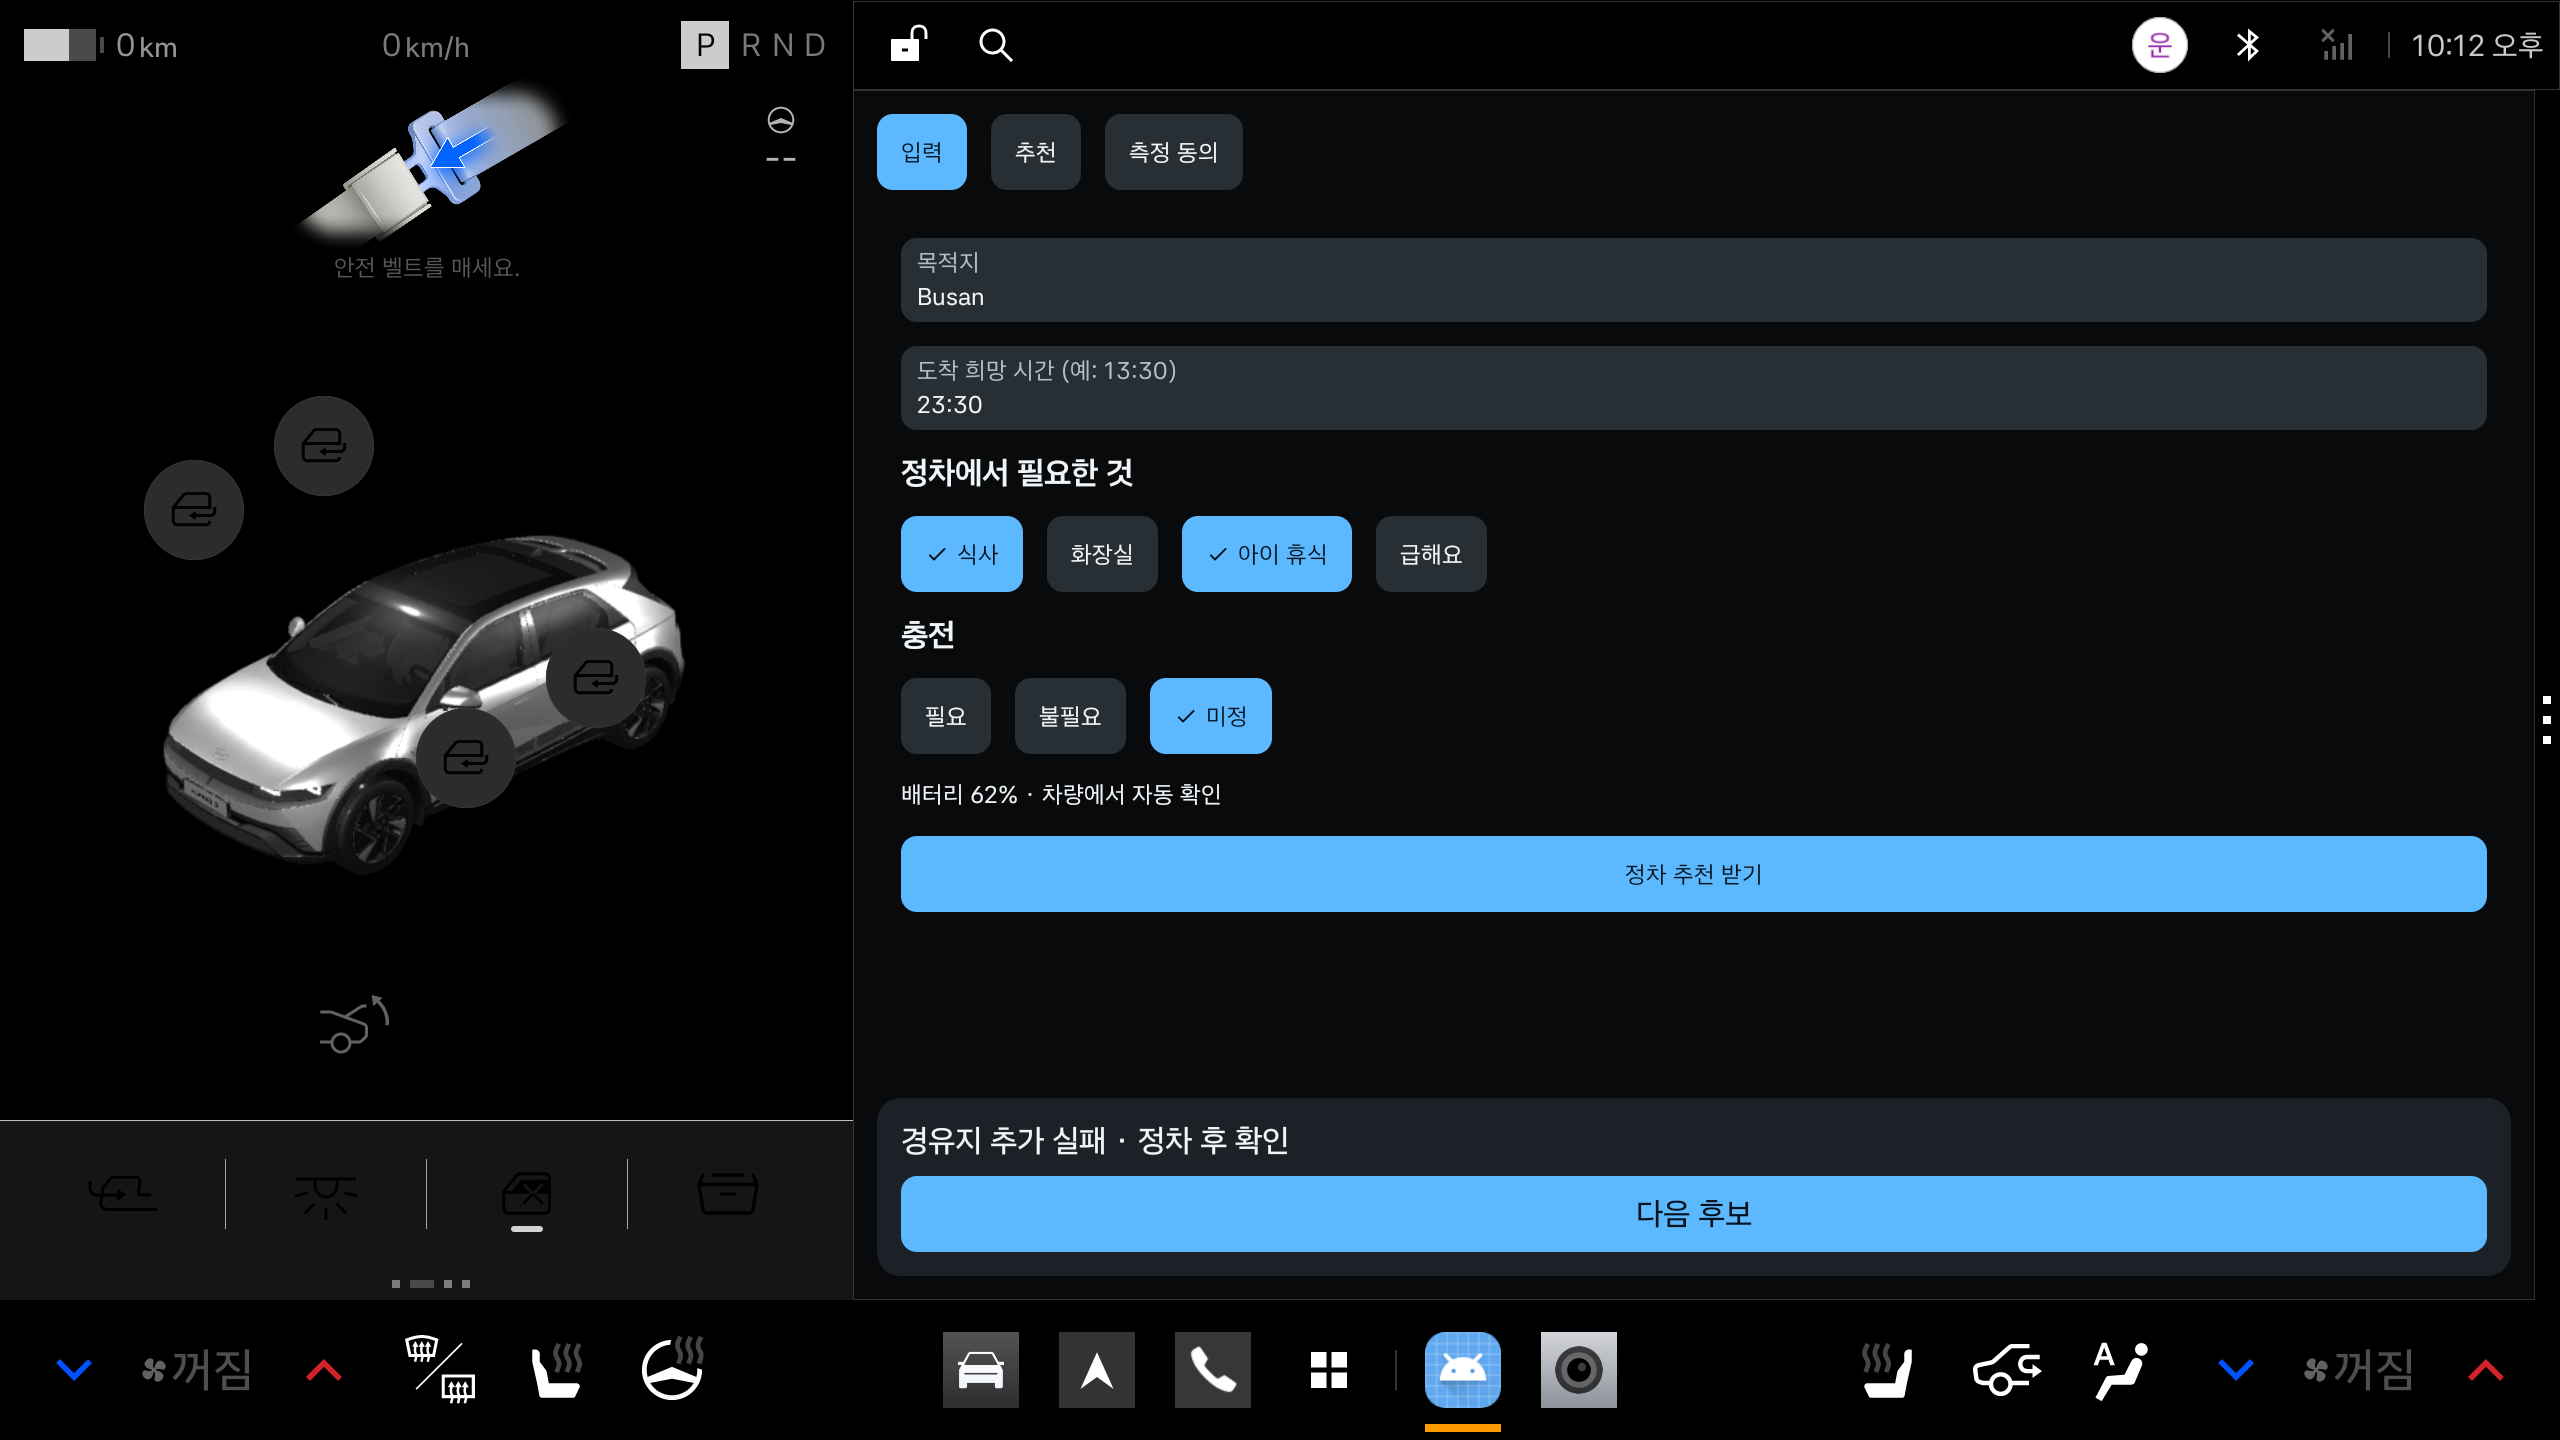 0 km
0 km/h
P R N D
운
10:12 오후
--
안전 벨트를 매세요.
입력
추천
측정 동의
목적지
Busan
도착 희망 시간 (예: 13:30)
23:30
정차에서 필요한 것
식사
화장실
아이 휴식
급해요
충전
필요
불필요
미정
배터리 62% · 차량에서 자동 확인
정차 추천 받기
경유지 추가 실패 · 정차 후 확인
다음 후보
꺼짐
A
꺼짐